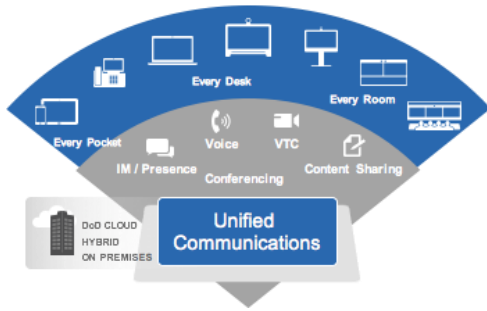 Every Desk
Every Room
Every Pocket
Voice
VTC
IM / Presence
Content Sharing
Conferencing
DoD CLOUD
HYBRID
ON PREMISES
Unified
Communications